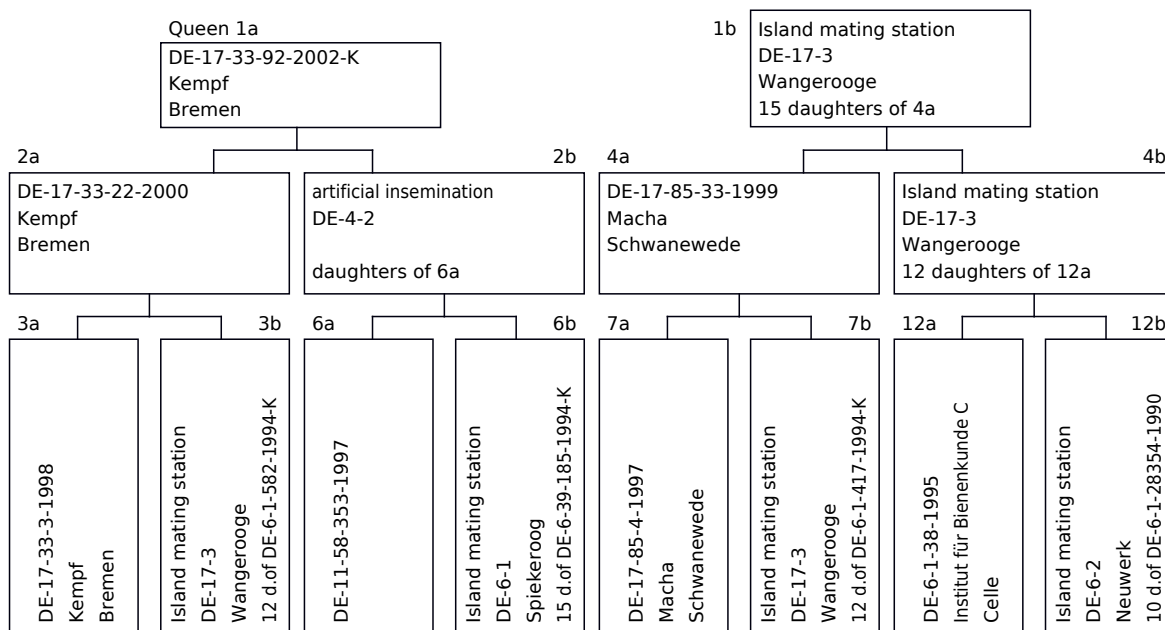 Queen 1a
DE-17-33-92-2002-K
Kempf
Bremen
1b
Island mating station
DE-17-3
Wangerooge
15 daughters of 4a
2a
DE-17-33-22-2000
Kempf
Bremen
2b
artificial insemination
DE-4-2
daughters of 6a
4a
DE-17-85-33-1999
Macha
Schwanewede
4b
Island mating station
DE-17-3
Wangerooge
12 daughters of 12a
3a
DE-17-33-3-1998
Kempf
Bremen
3b
Island mating station
DE-17-3
Wangerooge
12 d.of DE-6-1-582-1994-K
6a
DE-11-58-353-1997
6b
Island mating station
DE-6-1
Spiekeroog
15 d.of DE-6-39-185-1994-K
7a
DE-17-85-4-1997
Macha
Schwanewede
7b
Island mating station
DE-17-3
Wangerooge
12 d.of DE-6-1-417-1994-K
12a
DE-6-1-38-1995
Institut für Bienenkunde C
Celle
12b
Island mating station
DE-6-2
Neuwerk
10 d.of DE-6-1-28354-1990